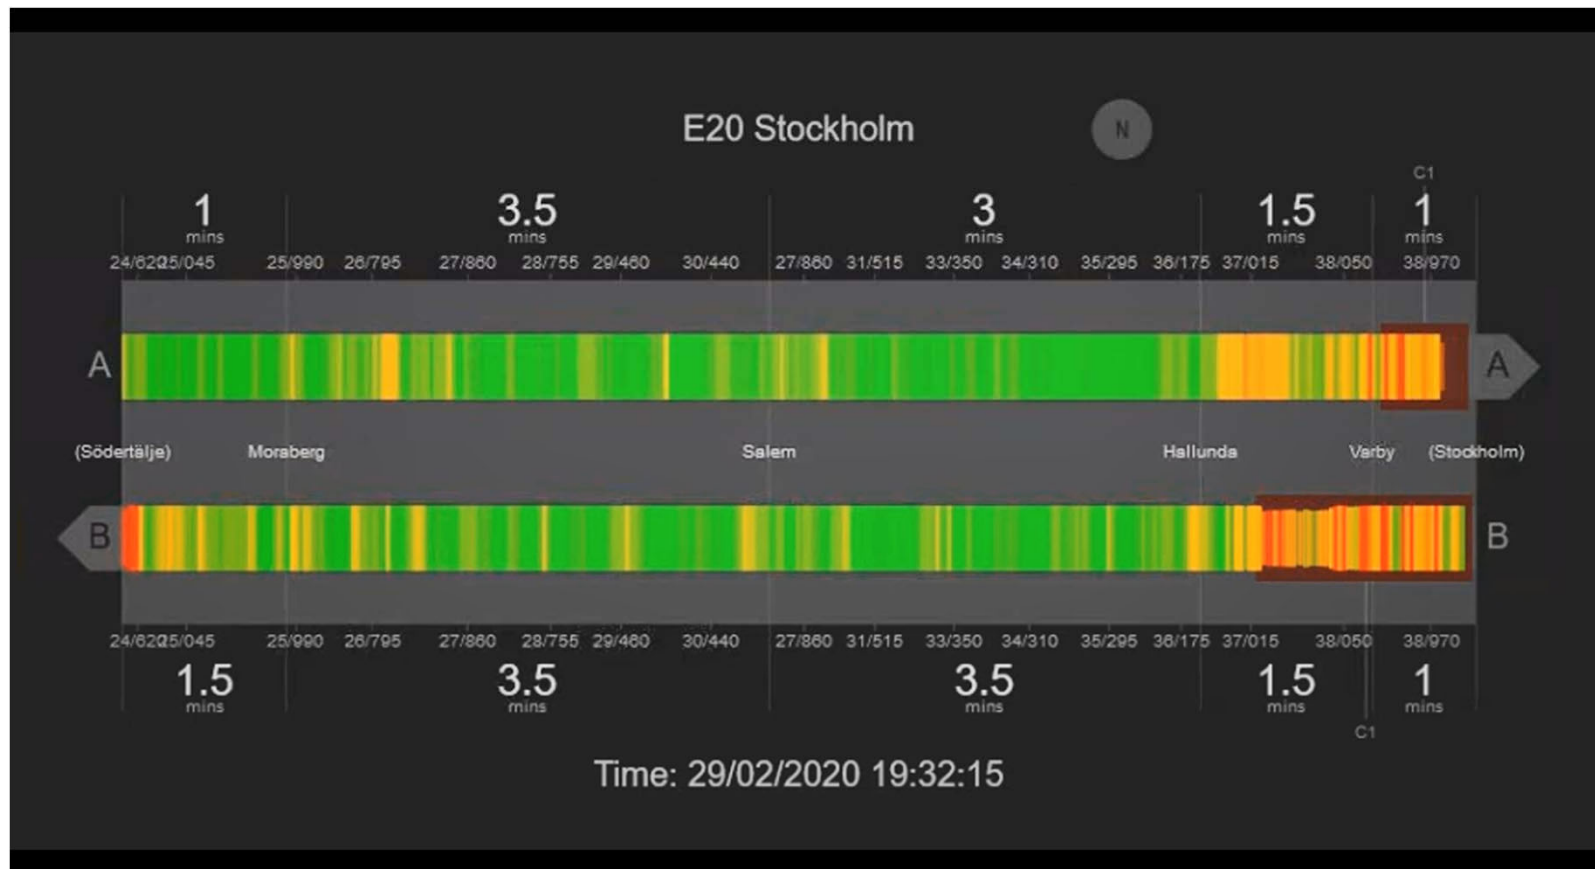 E20 Stockholm
N
C1
1 3.5 3 1.5 1
mins mins mins mins mins
24/620 25/045 25/990 26/795 27/860 28/755 29/460 30/440 27/860 31/515 33/350 34/310 35/295 36/175 37/015 38/050 38/970
A A
(Södertälje) Moraberg Salem Hallunda Varby (Stockholm)
B B
24/620 25/045 25/990 26/795 27/860 28/755 29/460 30/440 27/860 31/515 33/350 34/310 35/295 36/175 37/015 38/050 38/970
1.5 3.5 3.5 1.5 1
mins mins mins mins mins
C1
Time: 29/02/2020 19:32:15